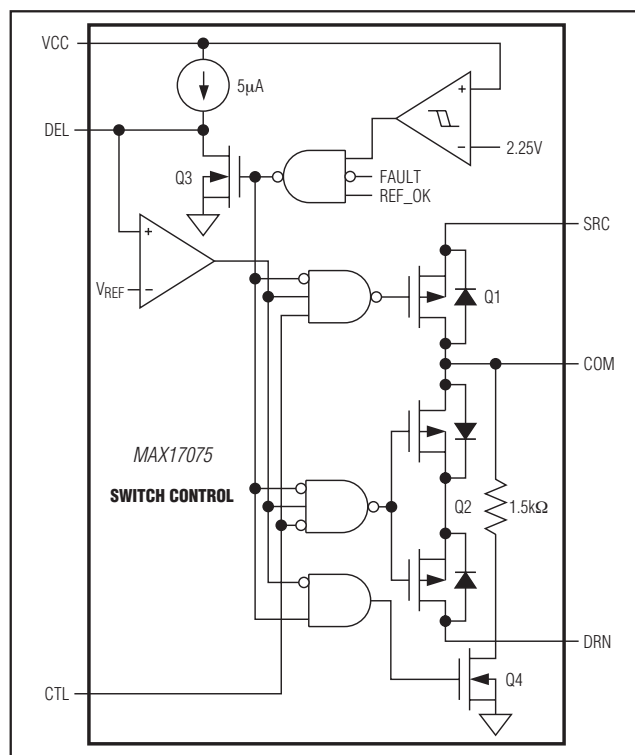 VCC
5µA
DEL
2.25V
Q3
FAULT
REF_OK
SRC
VREF
Q1
COM
MAX17075
SWITCH CONTROL
Q2
1.5kΩ
DRN
CTL
Q4
+
−
+
−